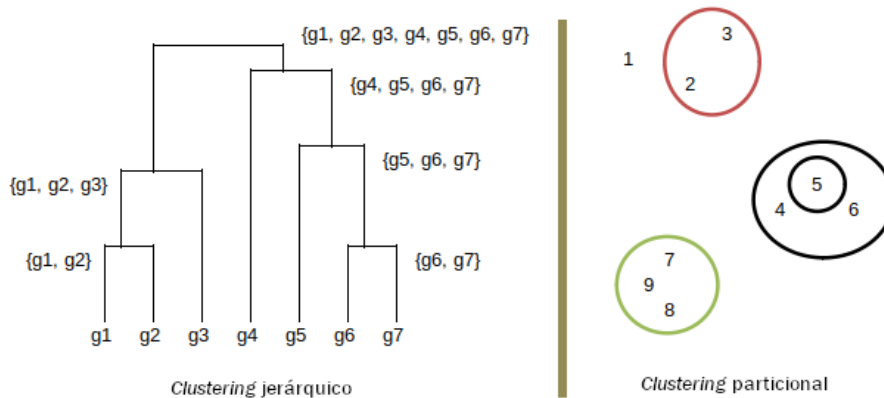 {g1, g2, g3, g4, g5, g6, g7}
{g4, g5, g6, g7}
{g5, g6, g7}
{g1, g2, g3}
{g1, g2}
{g6, g7}
g1 g2 g3 g4 g5 g6 g7
Clustering jerárquico
3
1
2
5
4 6
7
9
8
Clustering particional